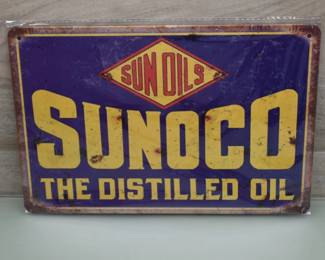 SUN OILS
SUNOCO
THE DISTILLED OIL